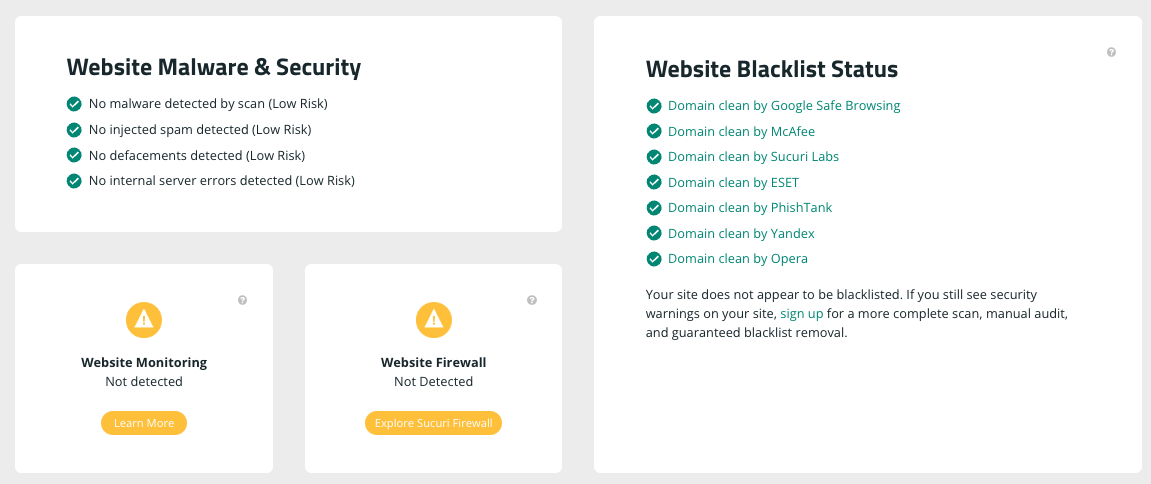 Website Malware & Security
No malware detected by scan (Low Risk)
No injected spam detected (Low Risk)
No defacements detected (Low Risk)
No internal server errors detected (Low Risk)
Website Monitoring
Not detected
Learn More
Website Firewall
Not Detected
Explore Sucuri Firewall
Website Blacklist Status
Domain clean by Google Safe Browsing
Domain clean by McAfee
Domain clean by Sucuri Labs
Domain clean by ESET
Domain clean by PhishTank
Domain clean by Yandex
Domain clean by Opera
Your site does not appear to be blacklisted. If you still see security
warnings on your site, sign up for a more complete scan, manual audit,
and guaranteed blacklist removal.